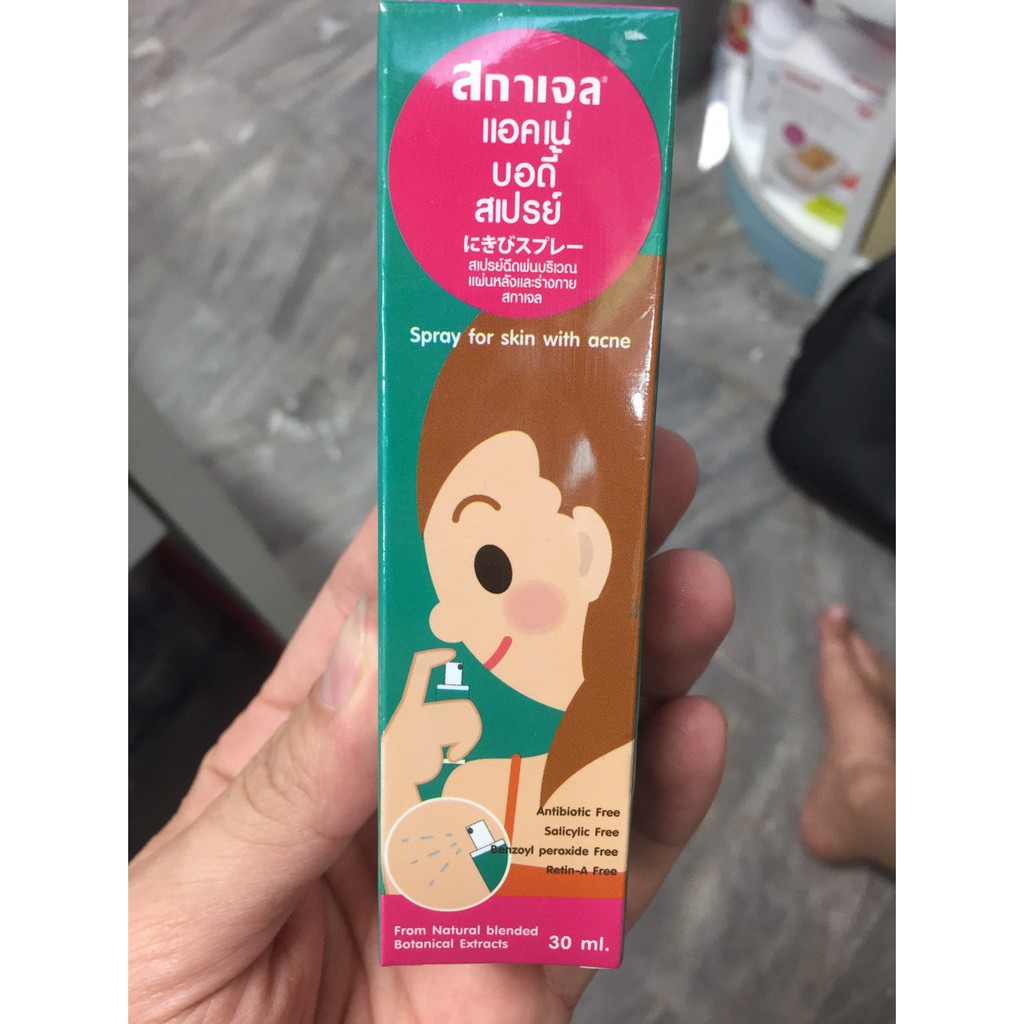 สกาเจล®
แอคเน่
บอดี้
สเปรย์
にきびスプレー
สเปรย์ฉีดพ่นบริเวณ
แผ่นหลังและร่างกาย
สกาเจล
Spray for skin with acne
Antibiotic Free
Salicylic Free
Benzoyl peroxide Free
Retin-A Free
From Natural blended
Botanical Extracts
30 ml.